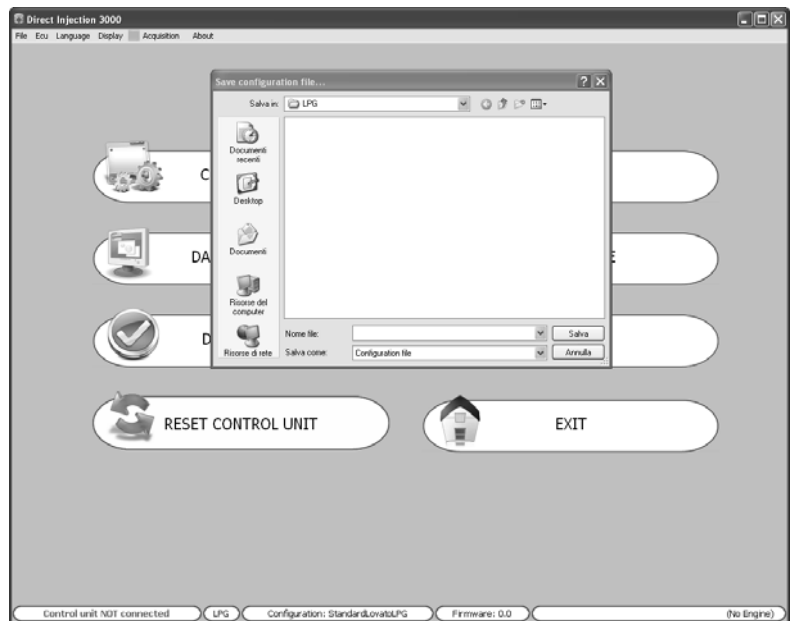 Direct Injection 3000
File Ecu Language Display Acquisition About
Save configuration file...
Salva in: LPG
Documenti
recenti
Desktop
Documenti
Risorse del
computer
Risorse di rete
Nome file: Salva
Salva come: Configuration file Annulla
C
DA E
D
RESET CONTROL UNIT EXIT
Control unit NOT connected LPG Configuration: StandardLovatoLPG Firmware: 0.0 (No Engine)